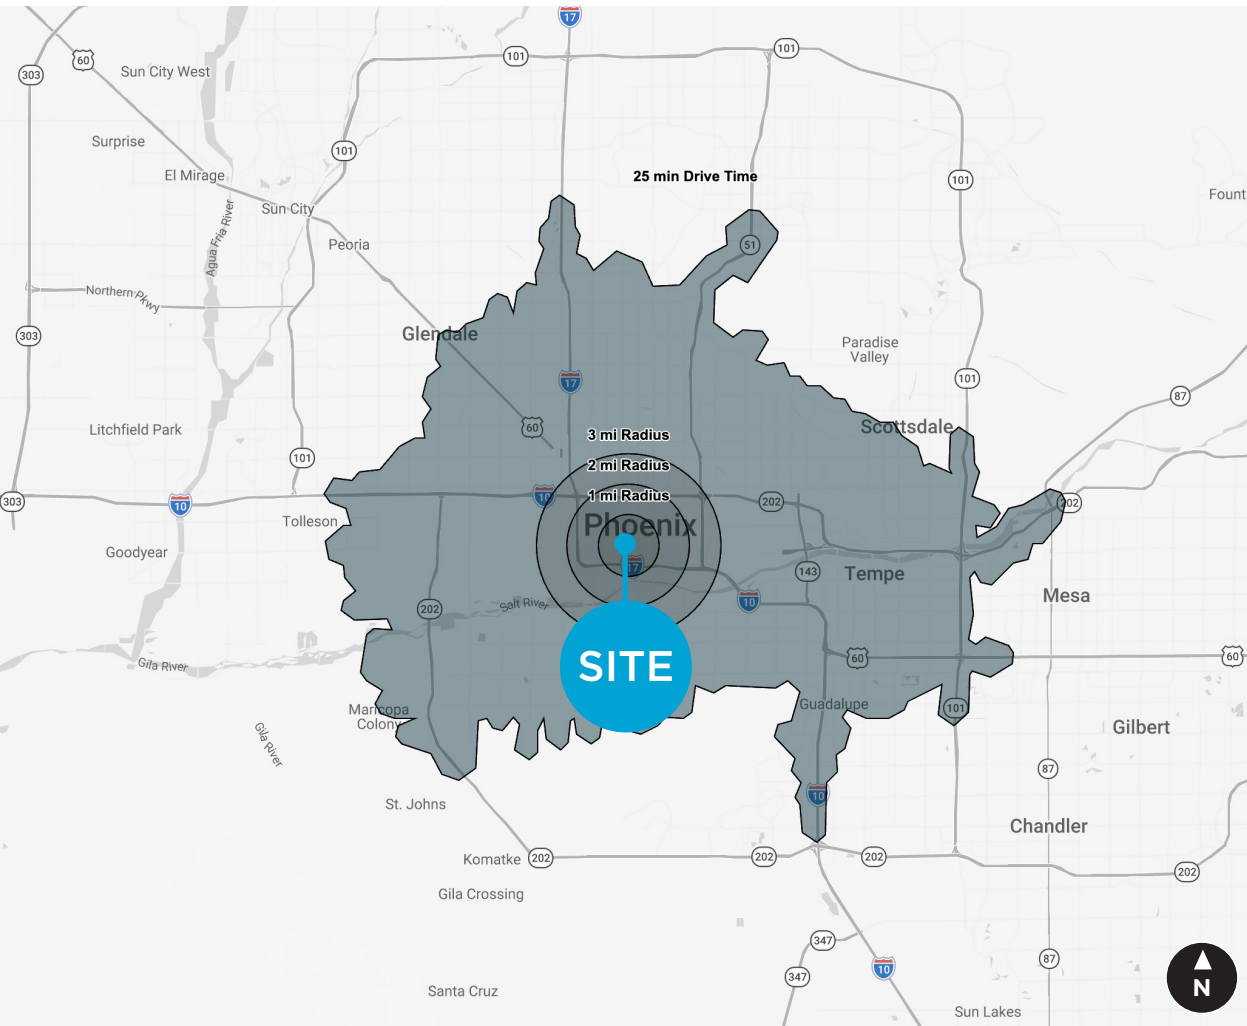 17
101
101
60
303
Sun City West
Surprise
101
El Mirage
25 min Drive Time
101
Fount
Sun City
Agua Fria River
Peoria
51
Northern Pkwy
303
Glendale
Paradise
Valley
17
101
87
60
Litchfield Park
Scottsdale
3 mi Radius
101
2 mi Radius
303
10
10
1 mi Radius
202
202
Tolleson
Phoenix
Goodyear
17
143
Tempe
Mesa
202
Salt River
10
Gila River
SITE
60
60
Maricopa
Colony
Guadalupe
101
Gila River
Gilbert
87
10
St. Johns
Chandler
Komatke
202
202
202
202
Gila Crossing
347
87
10
347
Santa Cruz
N
Sun Lakes